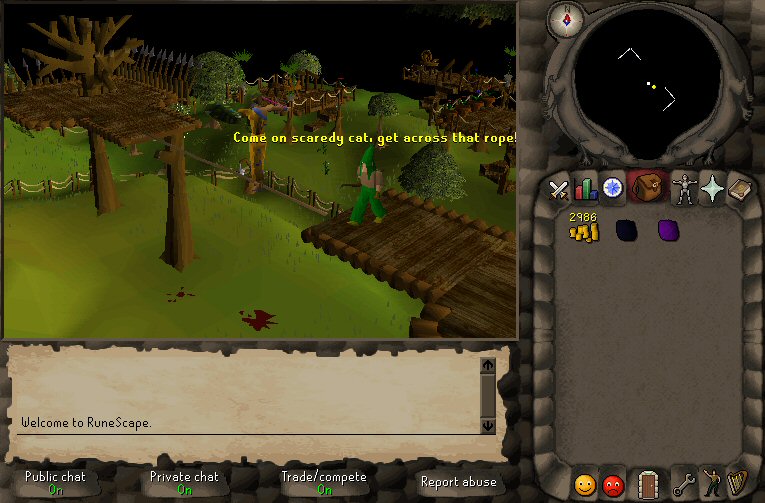 N
Come on scaredy cat, get across that rope!
2986
Welcome to RuneScape.
Public chat
On
Private chat
On
Trade/compete
On
Report abuse